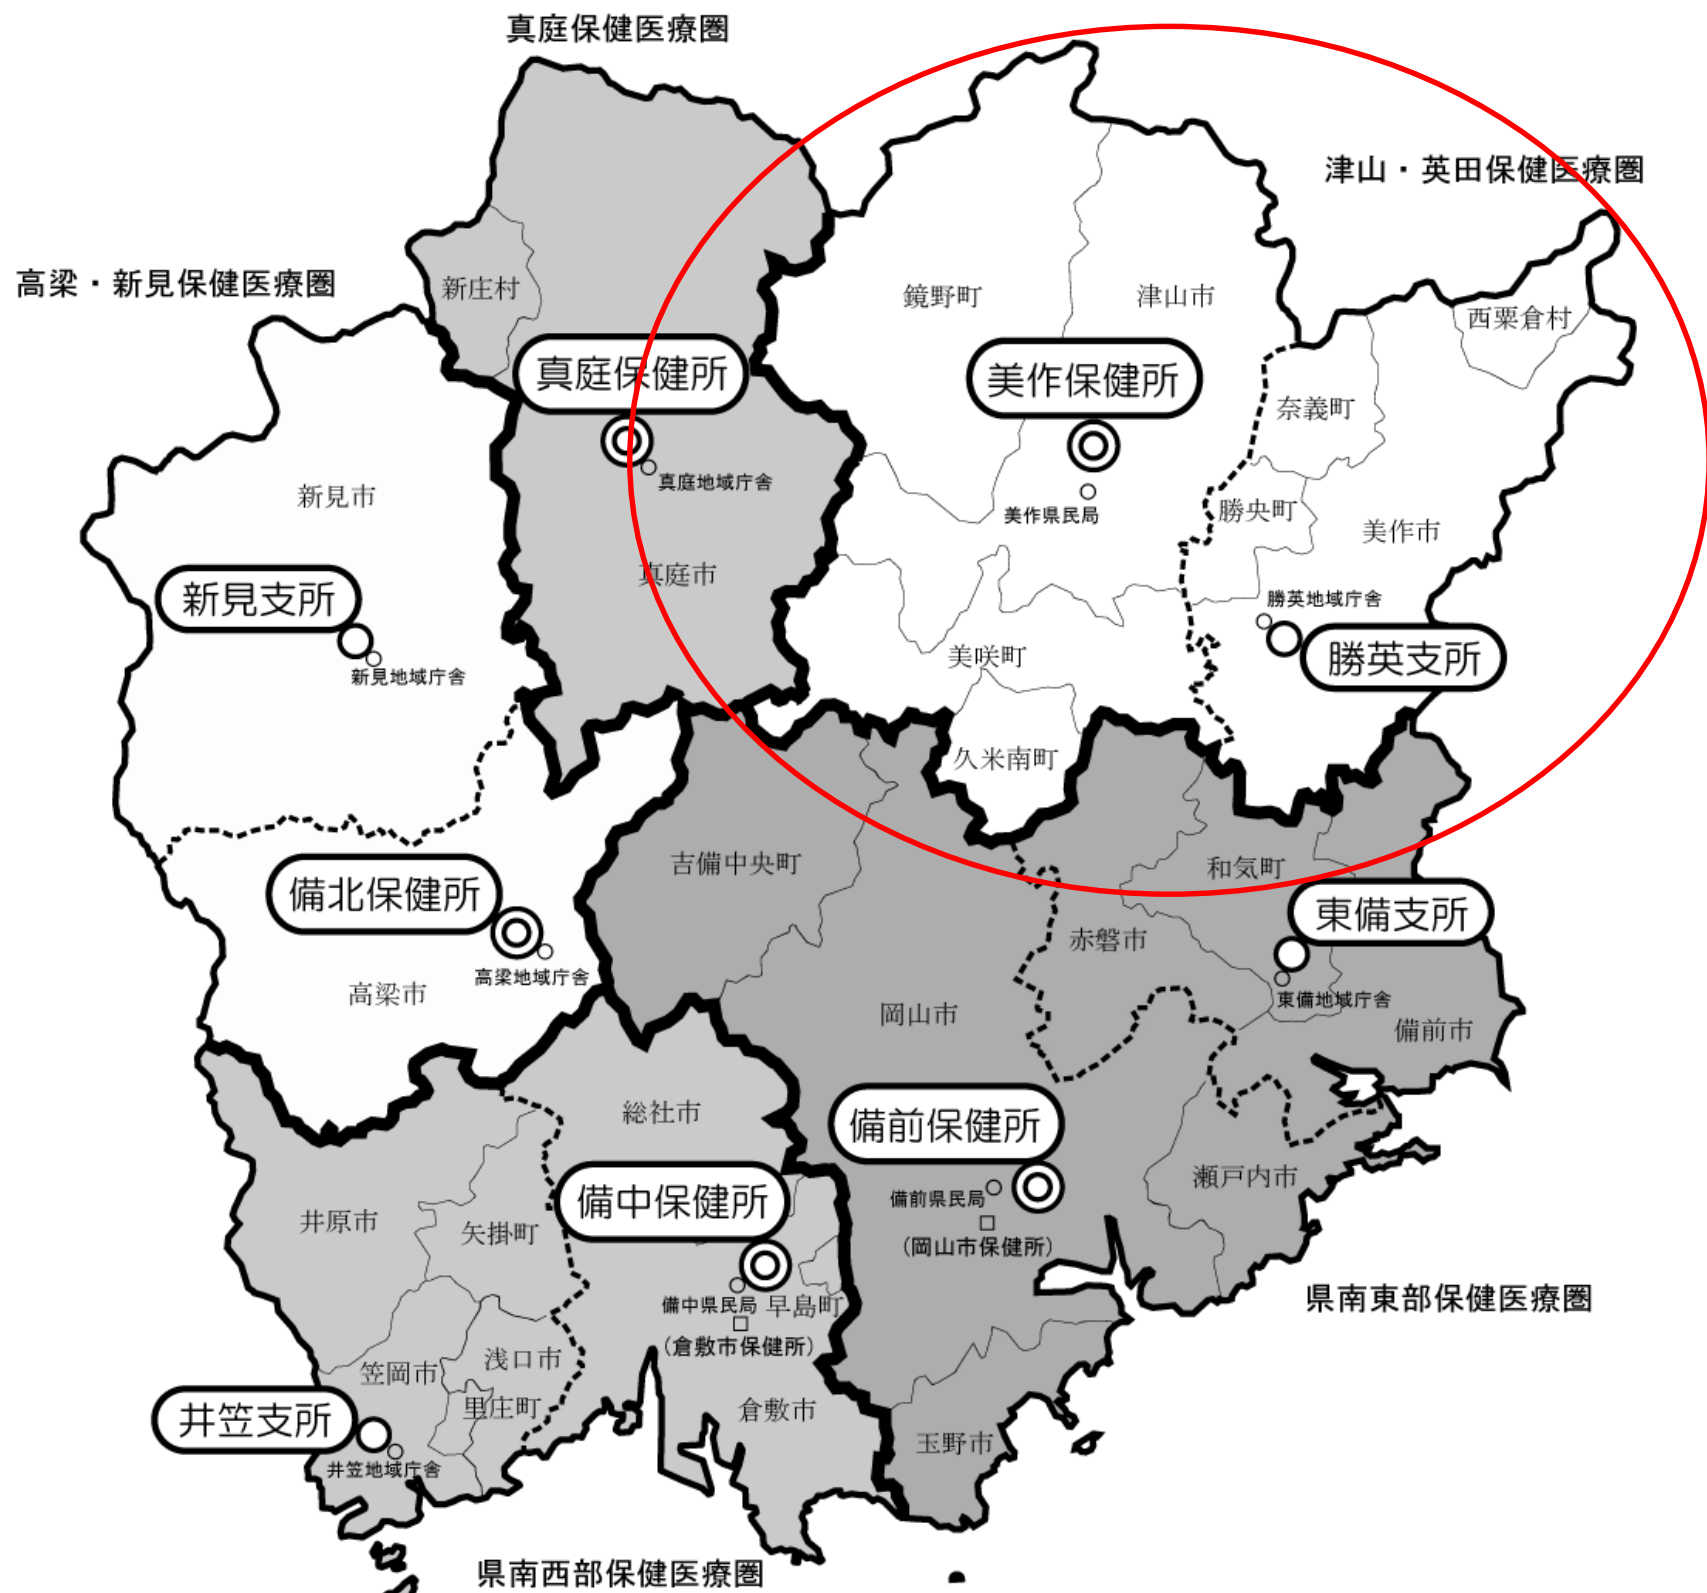 真庭保健医療圏
津山・英田保健医療圏
高梁・新見保健医療圏
新庄村
鏡野町
津山市
西粟倉村
真庭保健所
美作保健所
奈義町
真庭地域庁舎
新見市
美作県民局
勝央町
美作市
真庭市
新見支所
勝英地域庁舎
新見地域庁舎
美咲町
勝英支所
久米南町
吉備中央町
和気町
備北保健所
東備支所
赤磐市
高梁地域庁舎
高梁市
東備地域庁舎
岡山市
備前市
総社市
備前保健所
瀬戸内市
備中保健所
備前県民局
井原市
矢掛町
(岡山市保健所)
県南東部保健医療圏
備中県民局
早島町
(倉敷市保健所)
浅口市
笠岡市
里庄町
倉敷市
井笠支所
玉野市
井笠地域庁舎
県南西部保健医療圏